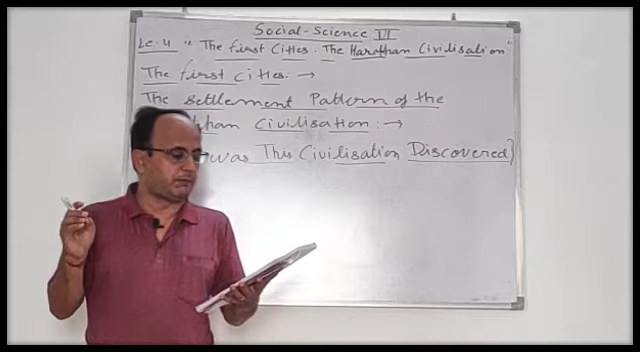 Social-Science VI
Le. 4 "The first Cities: The Harappan Civilisation"
The first cities: →
The Settlement Pattern of the
Civilisation: →
was This Civilisation Discovered